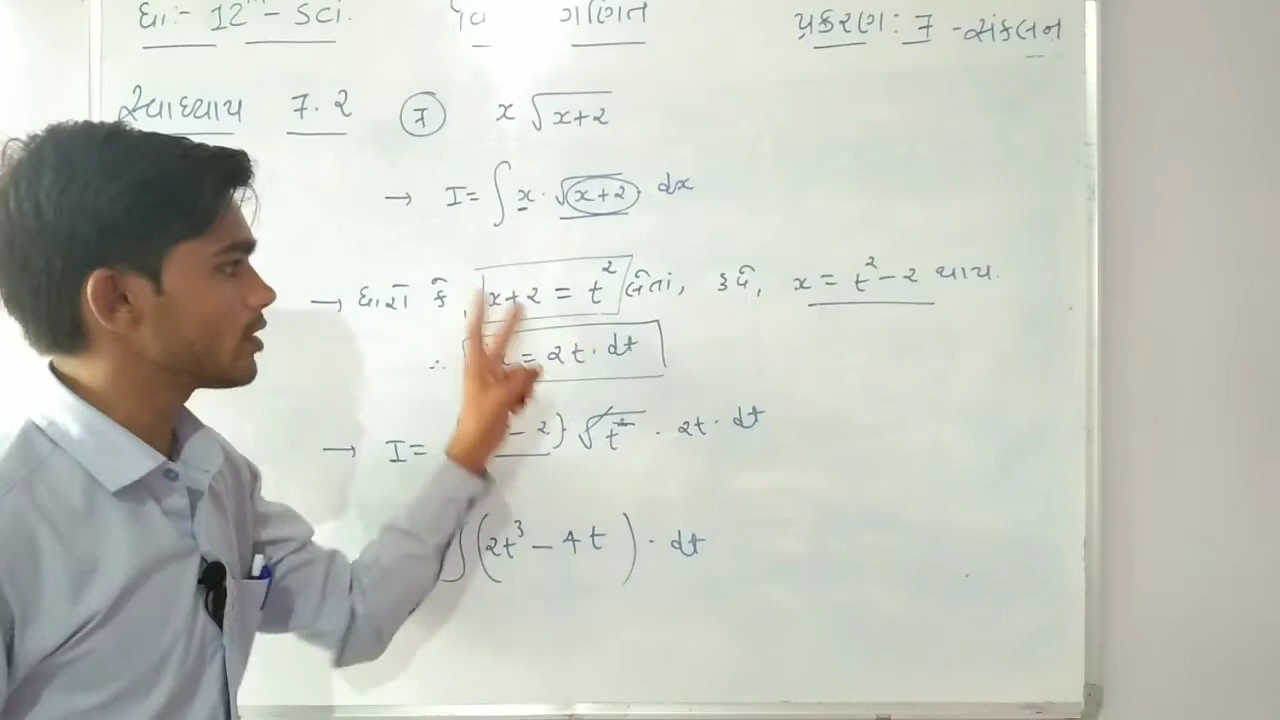 ધો:- 12th - Sci. ગણિત પ્રકરણ: 7 - સંકલન
સ્વાધ્યાય 7.2 (7) x √(x+2)
→ I = ∫ x · √(x+2) dx
→ ધારો કે, x+2 = t² લેતાં, હવે, x = t² - 2 થાય.
∴ = 2t · dt
→ I = - 2) √t² · 2t · dt
∫ (2t³ - 4t) · dt